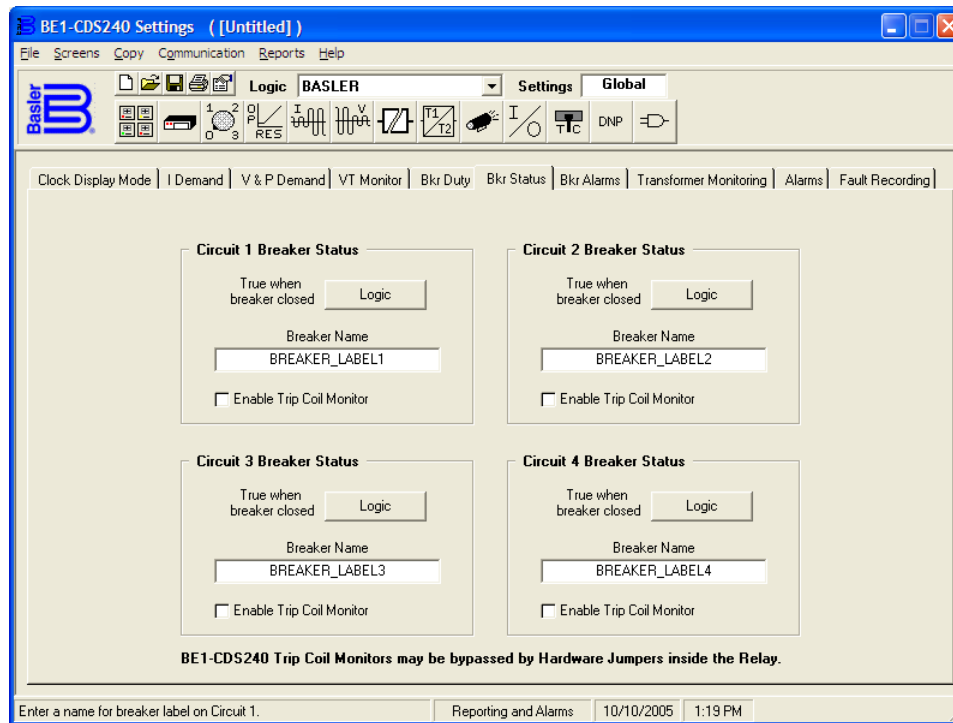 BE1-CDS240 Settings ( [Untitled] )
File Screens Copy Communication Reports Help
Basler
Logic BASLER Settings Global
1 2 0 3
O P RES
I
V
T1 T2
I O
T C
DNP
Clock Display Mode I Demand V & P Demand VT Monitor Bkr Duty Bkr Status Bkr Alarms Transformer Monitoring Alarms Fault Recording
Circuit 1 Breaker Status
True when
breaker closed
Logic
Breaker Name
BREAKER_LABEL1
Enable Trip Coil Monitor
Circuit 2 Breaker Status
True when
breaker closed
Logic
Breaker Name
BREAKER_LABEL2
Enable Trip Coil Monitor
Circuit 3 Breaker Status
True when
breaker closed
Logic
Breaker Name
BREAKER_LABEL3
Enable Trip Coil Monitor
Circuit 4 Breaker Status
True when
breaker closed
Logic
Breaker Name
BREAKER_LABEL4
Enable Trip Coil Monitor
BE1-CDS240 Trip Coil Monitors may be bypassed by Hardware Jumpers inside the Relay.
Enter a name for breaker label on Circuit 1. Reporting and Alarms 10/10/2005 1:19 PM